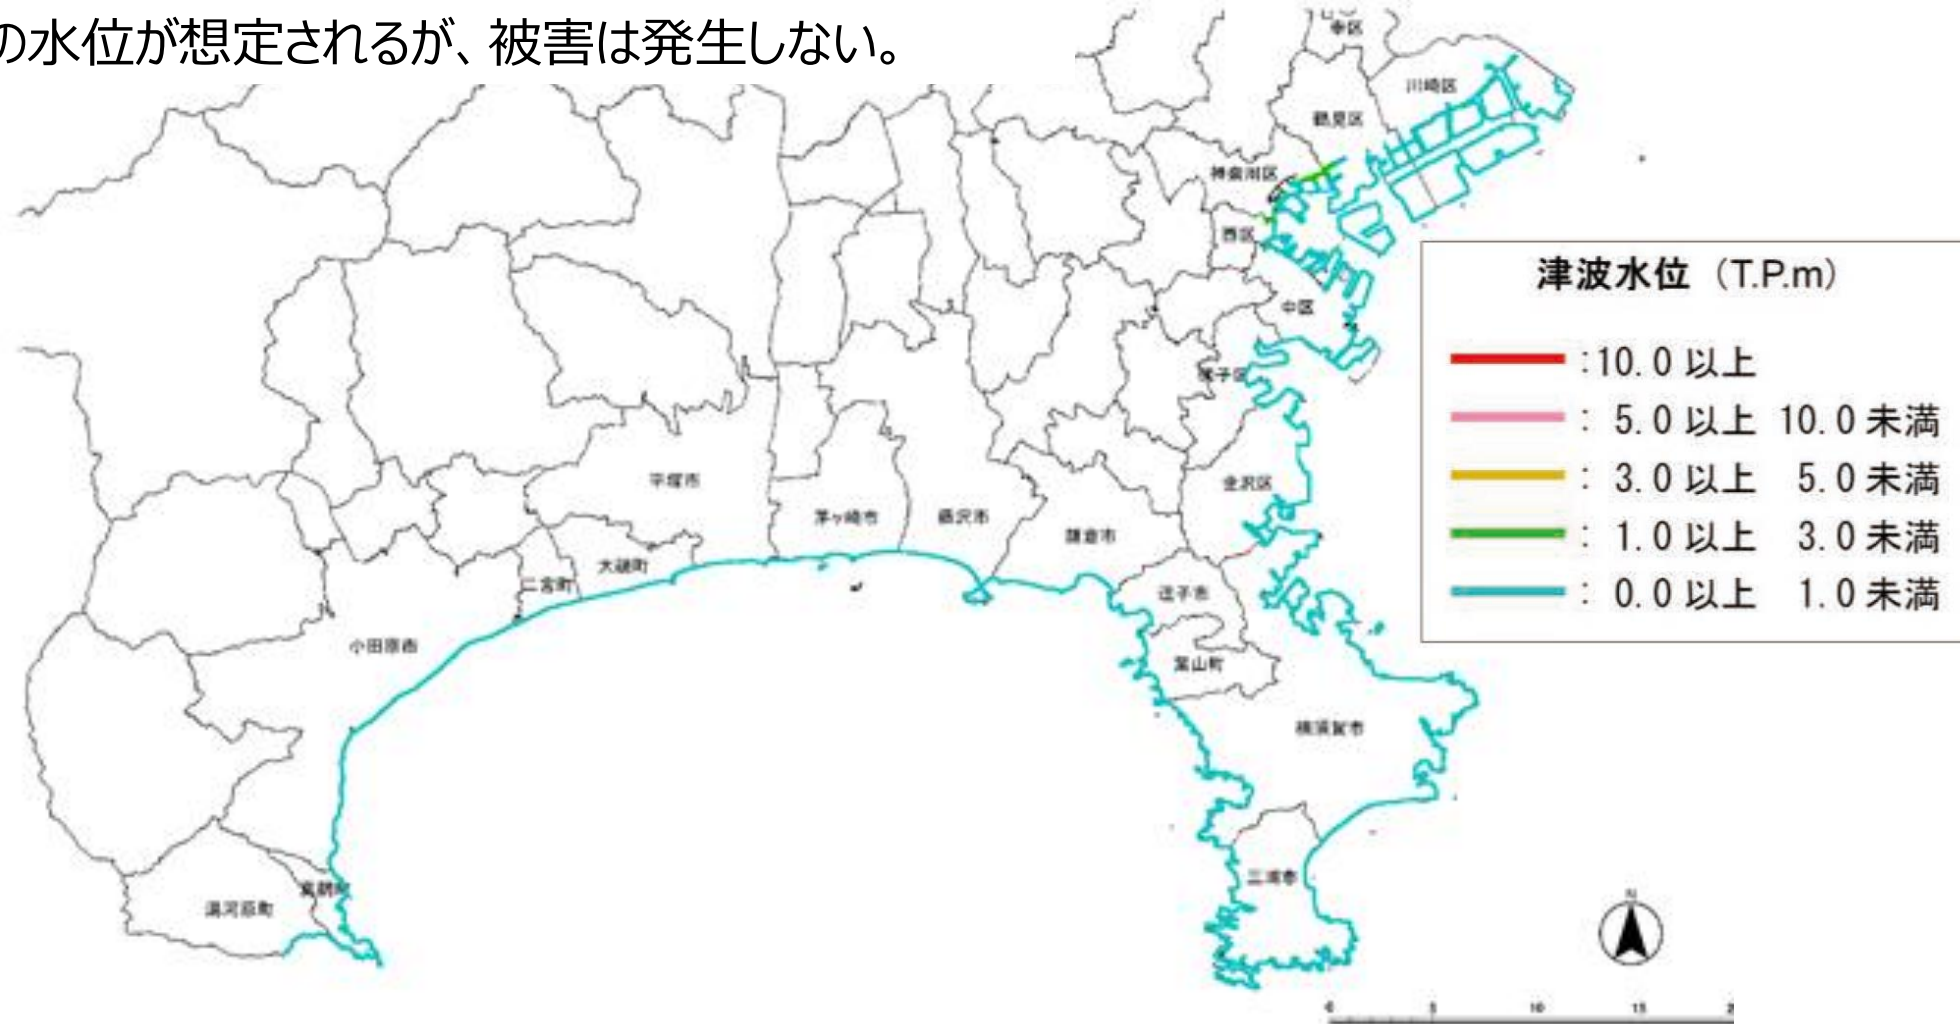 の水位が想定されるが、被害は発生しない。
幸区
川崎区
鶴見区
神奈川区
西区
中区
津波水位（T.P.m）
：10.0 以上
： 5.0 以上 10.0 未満
： 3.0 以上 5.0 未満
： 1.0 以上 3.0 未満
： 0.0 以上 1.0 未満
磯子区
金沢区
平塚市
茅ヶ崎市
藤沢市
鎌倉市
大磯町
二宮町
逗子市
小田原市
葉山町
横須賀市
三浦市
真鶴町
湯河原町
N
0 5 10 15